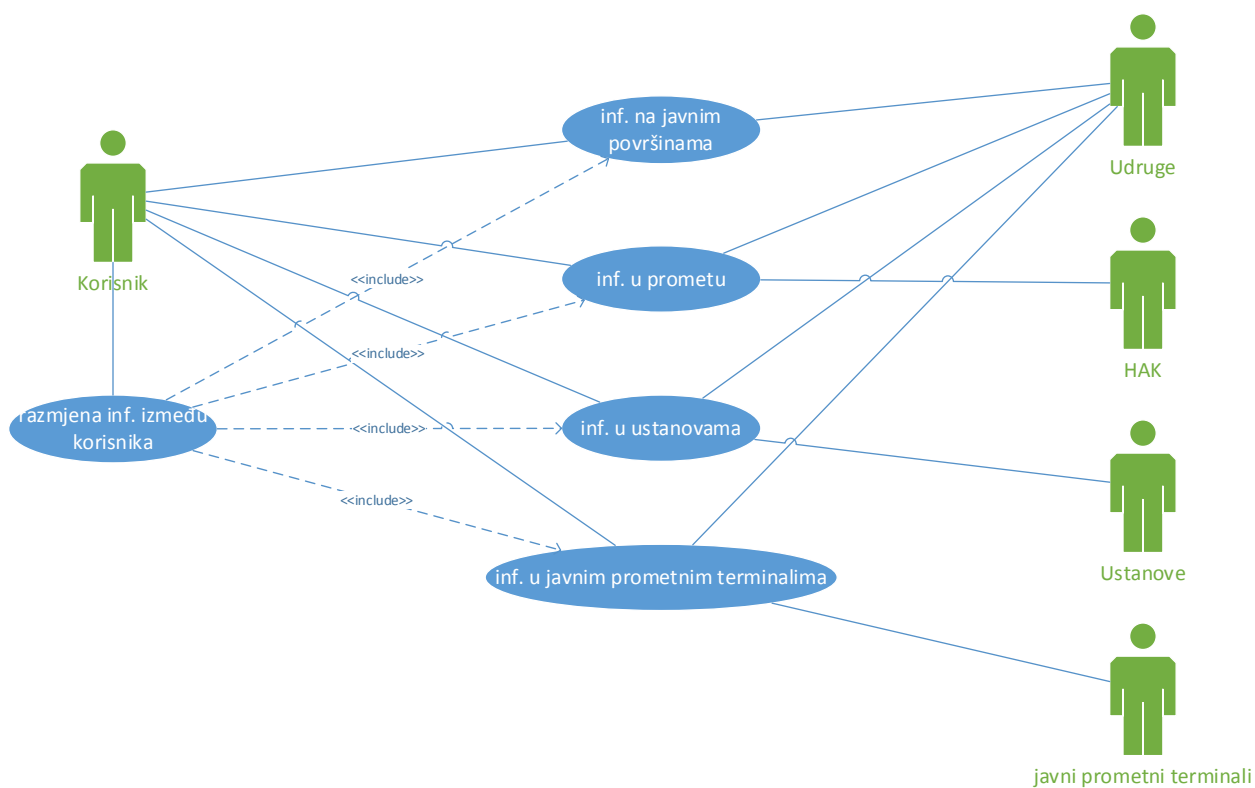 inf. na javnim
površinama
Udruge
Korisnik
<<include>>
inf. u prometu
<<include>>
HAK
razmjena inf. između
korisnika
<<include>>
inf. u ustanovama
<<include>>
Ustanove
inf. u javnim prometnim terminalima
javni prometni terminali